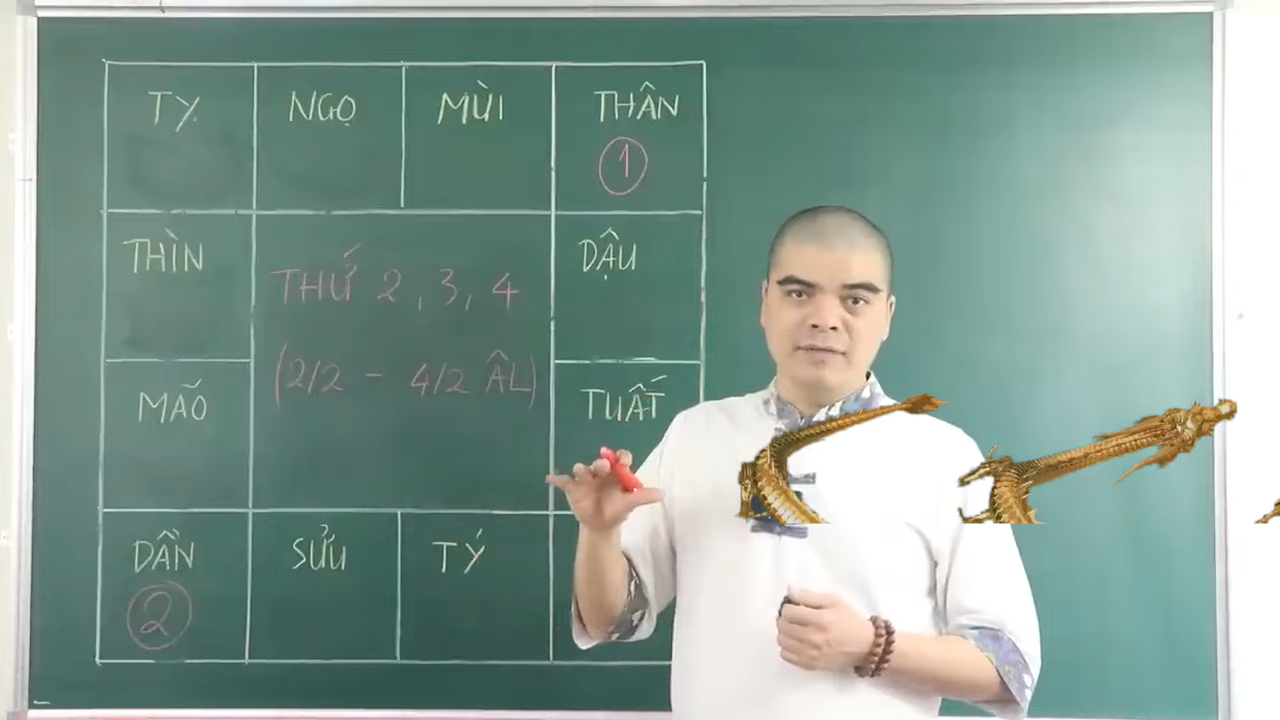 TỴ
NGỌ
MÙI
THÂN
1
THÌN
DẬU
THỨ 2, 3, 4
(2/2 - 4/2 ÂL)
MÃO
TUẤT
DẦN
SỬU
TÝ
2